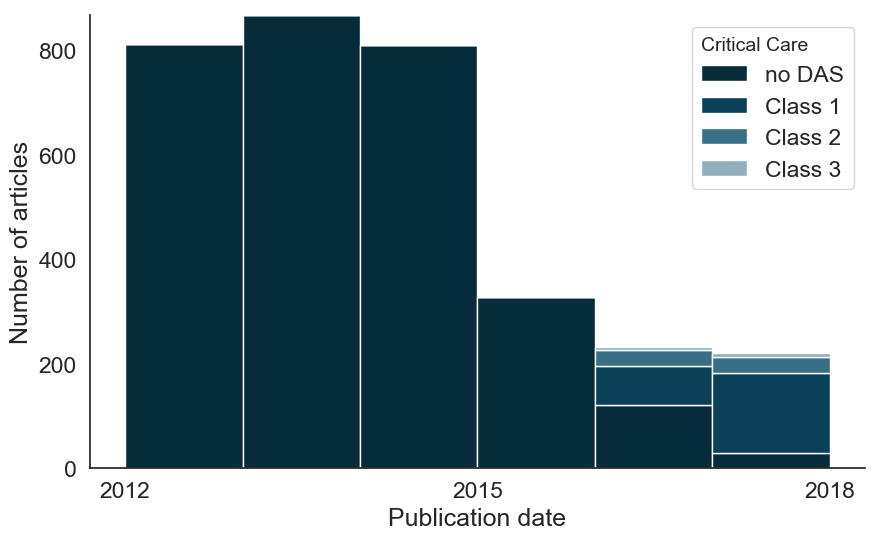 Critical Care
no DAS
Class 1
Class 2
Class 3
Number of articles
800
600
400
200
0
2012
2015
2018
Publication date